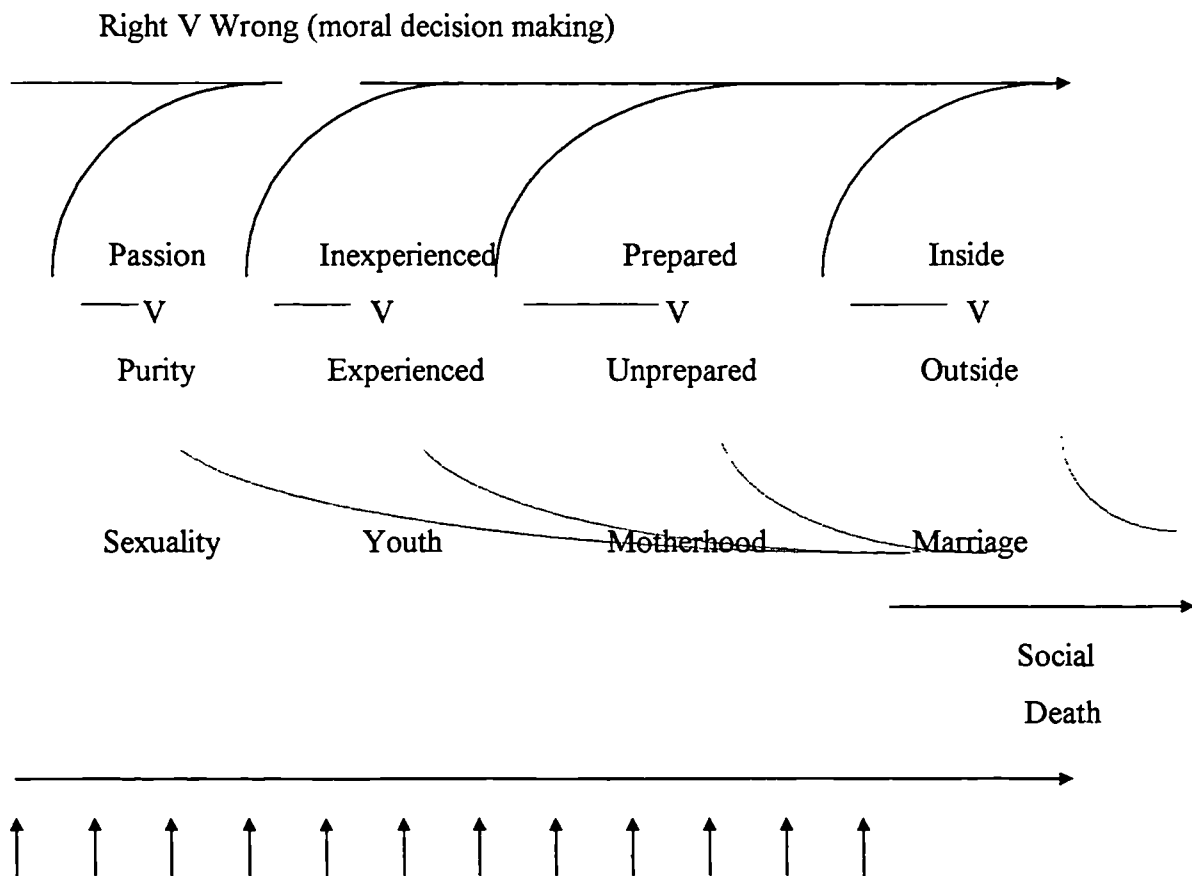 Right V Wrong (moral decision making)
Passion Inexperienced Prepared Inside
V V V V
Purity Experienced Unprepared Outside
Sexuality Youth Motherhood Marriage
Social
Death